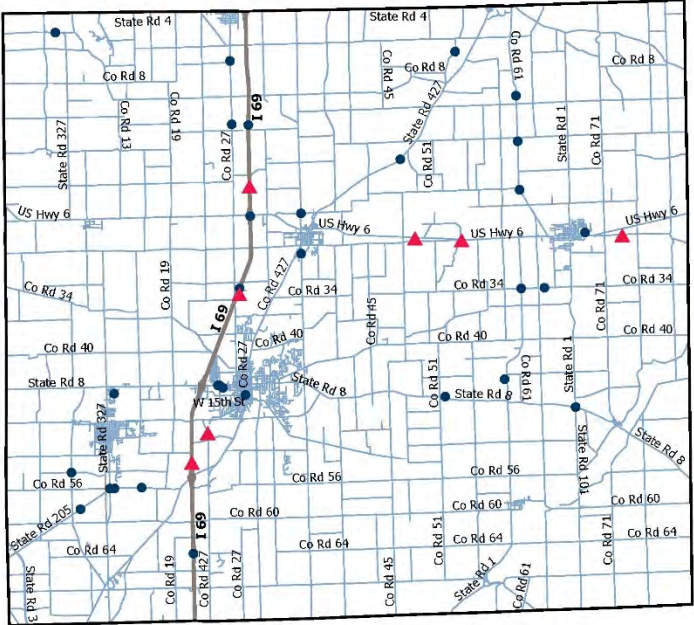 State Rd 4
State Rd 4
Co Rd 61
Co Rd 8
Co Rd 45
Co Rd 8
Co Rd 8
State Rd 427
I 69
Co Rd 13
Co Rd 19
State Rd 1
Co Rd 71
State Rd 327
Co Rd 27
Co Rd 51
US Hwy 6
US Hwy 6
US Hwy 6
US Hwy 6
Co Rd 19
Co Rd 427
Co Rd 34
Co Rd 34
Co Rd 34
Co Rd 34
Co Rd 71
I 69
Co Rd 45
Co Rd 40
Co Rd 40
Co Rd 40
Co Rd 40
Co Rd 27
State Rd 8
State Rd 8
Co Rd 51
Co Rd 61
State Rd 1
State Rd 8
W 15th St
State Rd 327
State Rd 8
State Rd 101
Co Rd 56
Co Rd 56
Co Rd 56
State Rd 205
Co Rd 60
Co Rd 60
Co Rd 60
I 69
Co Rd 51
Co Rd 71
Co Rd 64
Co Rd 64
Co Rd 64
Co Rd 64
State Rd 3
Co Rd 19
Co Rd 427
Co Rd 27
Co Rd 45
State Rd 1
Co Rd 61